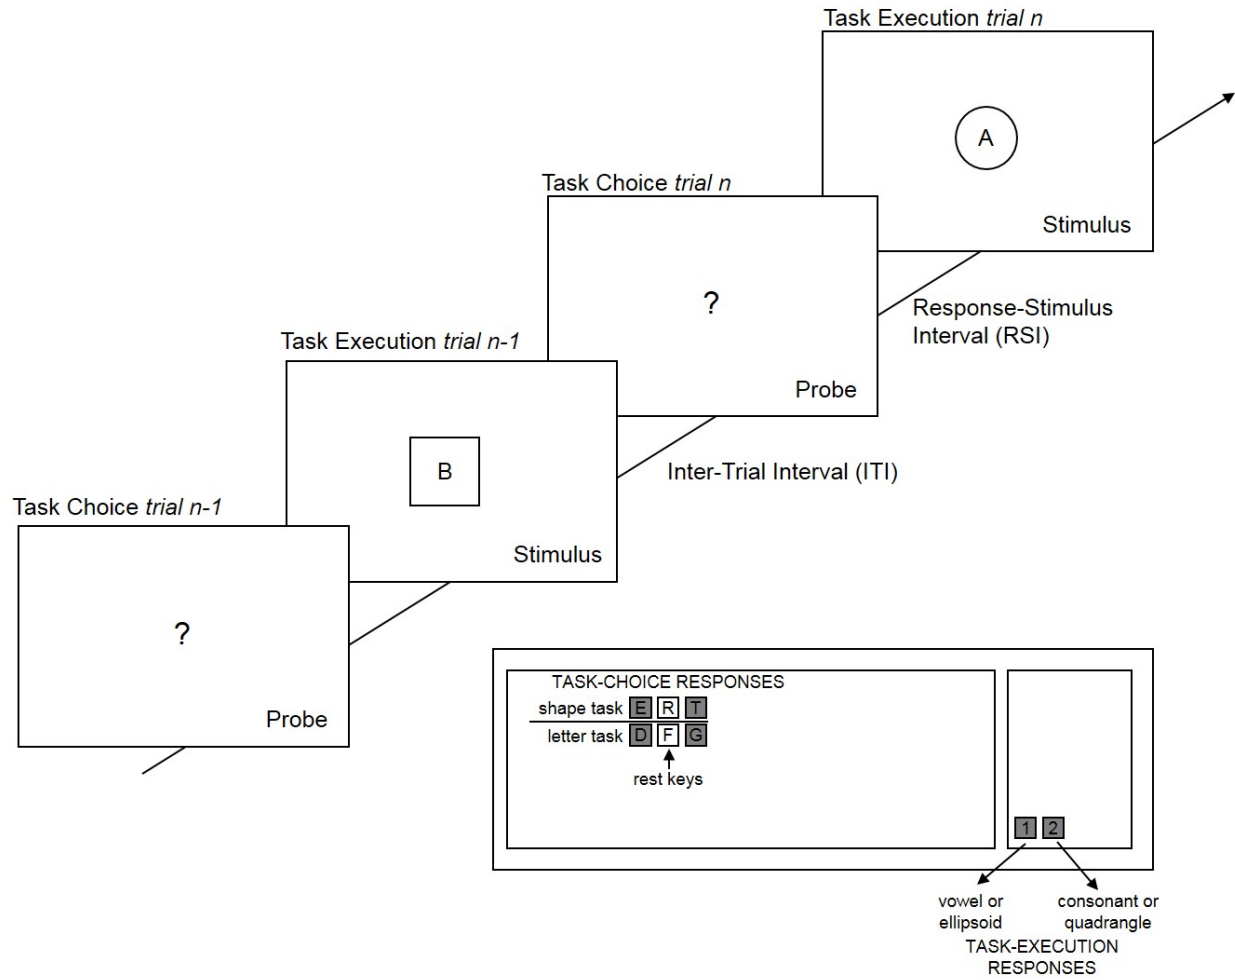 Task Execution trial n
A
Stimulus
Task Choice trial n
?
Probe
Response-Stimulus
Interval (RSI)
Task Execution trial n-1
B
Stimulus
Inter-Trial Interval (ITI)
Task Choice trial n-1
?
Probe
TASK-CHOICE RESPONSES
shape task E R T
letter task D F G
rest keys
1 2
vowel or
ellipsoid
consonant or
quadrangle
TASK-EXECUTION
RESPONSES